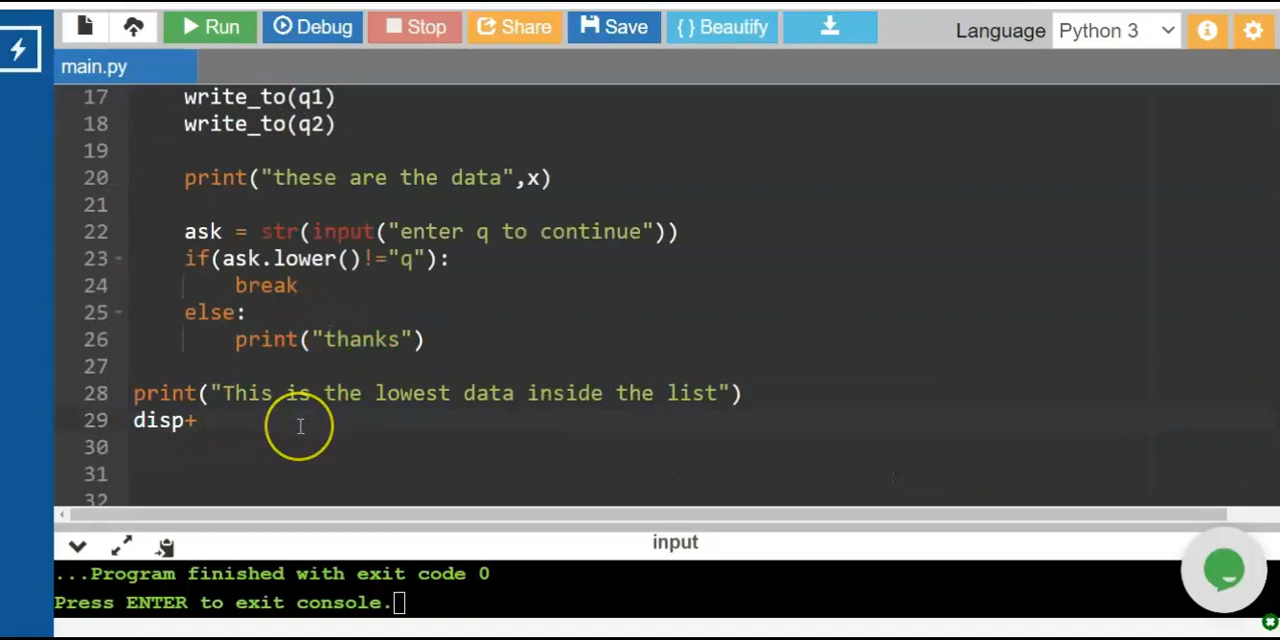 Run Debug Stop Share Save { } Beautify Language Python 3
main.py
17 write_to(q1)
18 write_to(q2)
19
20 print("these are the data",x)
21
22 ask = str(input("enter q to continue"))
23 if(ask.lower()!="q"):
24 break
25 else:
26 print("thanks")
27
28 print("This is the lowest data inside the list")
29 disp+
30
31
32
input
...Program finished with exit code 0
Press ENTER to exit console.